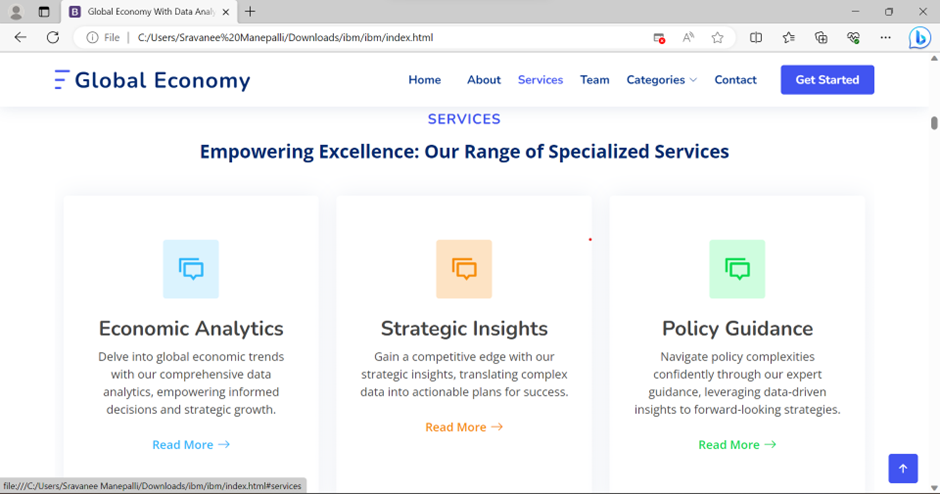 Global Economy With Data Analy
File
C:/Users/Sravanee%20Manepalli/Downloads/ibm/ibm/index.html
Global Economy
Home About Services Team Categories Contact Get Started
SERVICES
Empowering Excellence: Our Range of Specialized Services
Economic Analytics
Delve into global economic trends
with our comprehensive data
analytics, empowering informed
decisions and strategic growth.
Read More →
Strategic Insights
Gain a competitive edge with our
strategic insights, translating complex
data into actionable plans for success.
Read More →
Policy Guidance
Navigate policy complexities
confidently through our expert
guidance, leveraging data-driven
insights to forward-looking strategies.
Read More →
file:///C:/Users/Sravanee Manepalli/Downloads/ibm/ibm/index.html#services